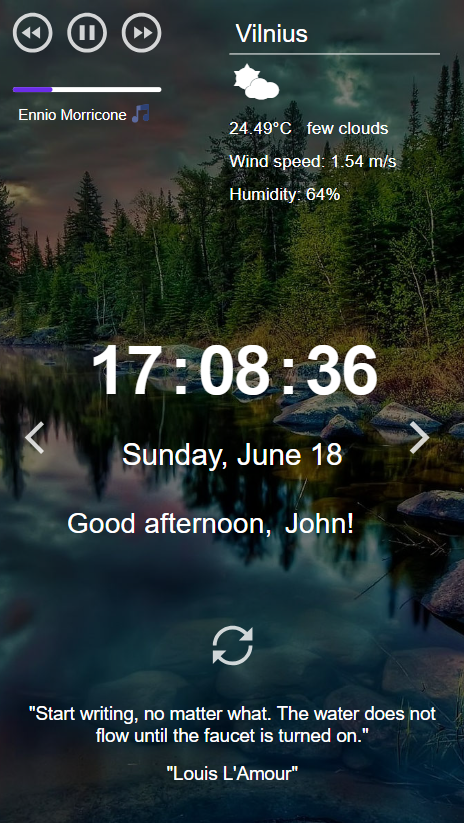 Vilnius
Ennio Morricone 🎵
24.49°C few clouds
Wind speed: 1.54 m/s
Humidity: 64%
17:08:36
Sunday, June 18
Good afternoon, John!
"Start writing, no matter what. The water does not
flow until the faucet is turned on."
"Louis L'Amour"